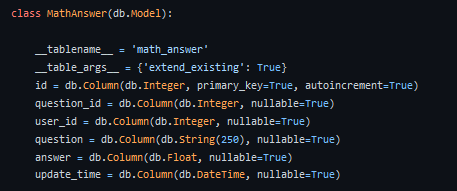 class MathAnswer(db.Model):
__tablename__ = 'math_answer'
__table_args__ = {'extend_existing': True}
id = db.Column(db.Integer, primary_key=True, autoincrement=True)
question_id = db.Column(db.Integer, nullable=True)
user_id = db.Column(db.Integer, nullable=True)
question = db.Column(db.String(250), nullable=True)
answer = db.Column(db.Float, nullable=True)
update_time = db.Column(db.DateTime, nullable=True)